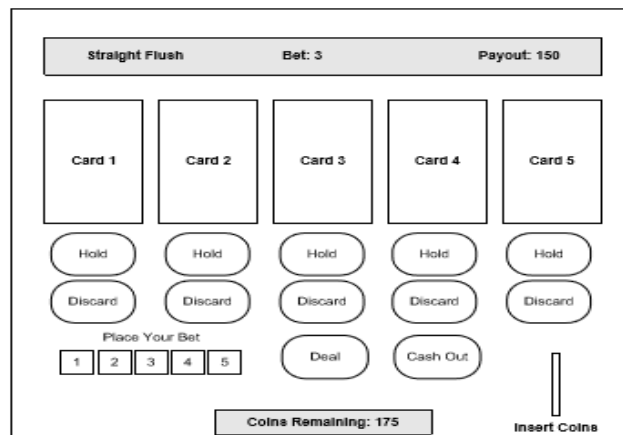 Straight Flush Bet: 3 Payout: 150
Card 1 Card 2 Card 3 Card 4 Card 5
Hold Hold Hold Hold Hold
Discard Discard Discard Discard Discard
Place Your Bet
1 2 3 4 5
Deal Cash Out
Coins Remaining: 175
Insert Coins